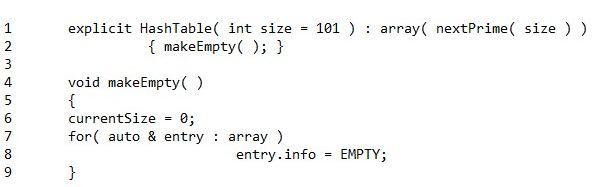 1 explicit HashTable( int size = 101 ) : array( nextPrime( size ) )
2 { makeEmpty( ); }
3
4 void makeEmpty( )
5 {
6 currentSize = 0;
7 for( auto & entry : array )
8 entry.info = EMPTY;
9 }